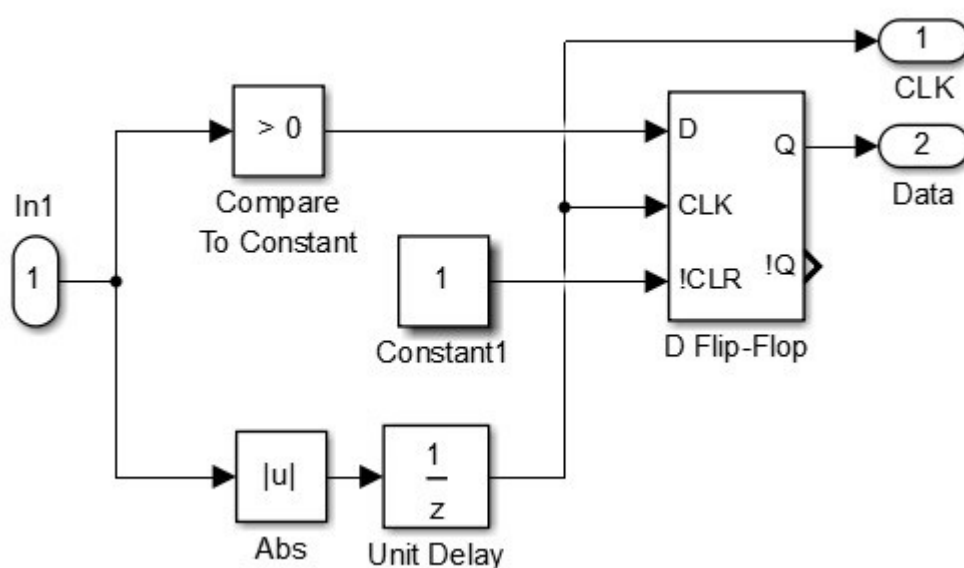 1
CLK
> 0
D
Q
2
Compare
To Constant
CLK
Data
In1
1
1
!CLR
!Q
Constant1
D Flip-Flop
|u|
1
z
Abs
Unit Delay